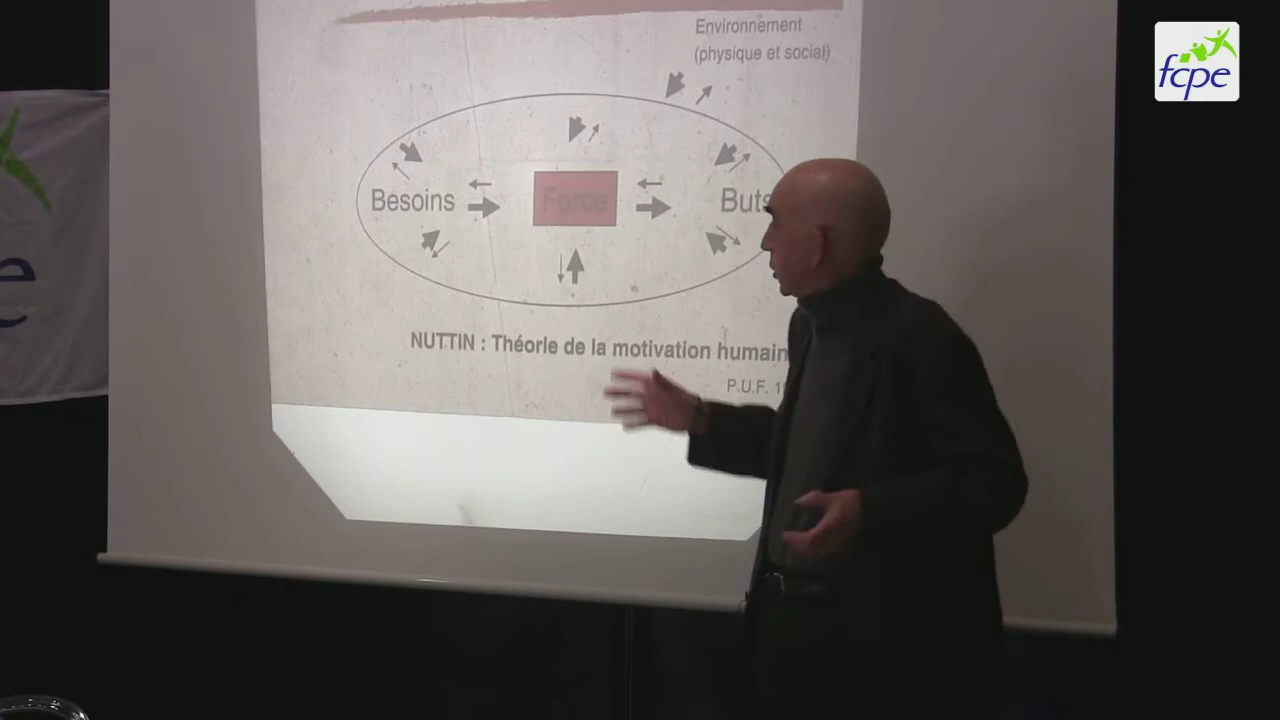 Environnement
(physique et social)
fcpe
Besoins
Force
Buts
e
NUTTIN : Théorie de la motivation humain
P.U.F. 1